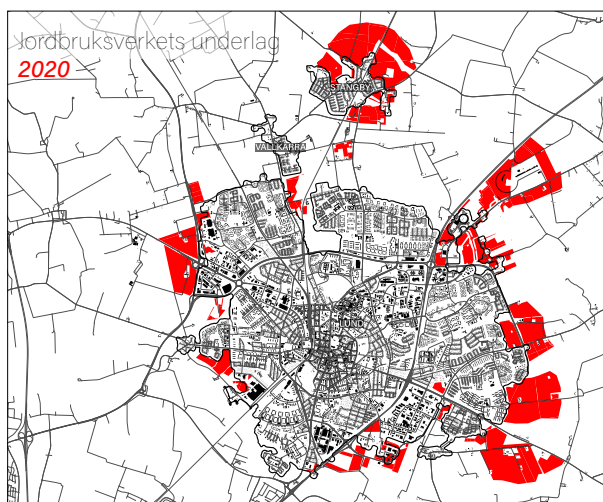 Jordbruksverkets underlag
2020
STÅNGBY
VALLKÄRRA
LUND